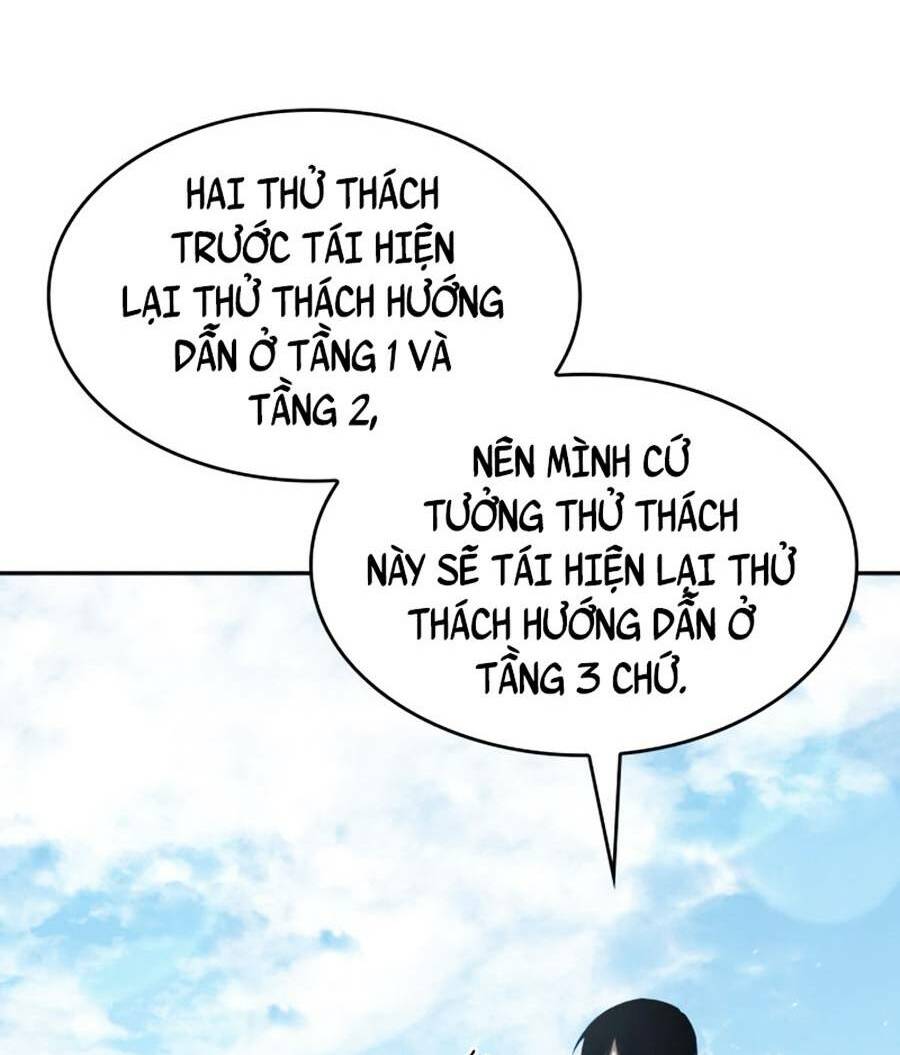 HAI THỬ THÁCH
TRƯỚC TÁI HIỆN
LẠI THỬ THÁCH HƯỚNG
DẪN Ở TẦNG 1 VÀ
TẦNG 2,
NÊN MÌNH CỨ
TƯỞNG THỬ THÁCH
NÀY SẼ TÁI HIỆN LẠI THỬ
THÁCH HƯỚNG DẪN Ở
TẦNG 3 CHỨ.